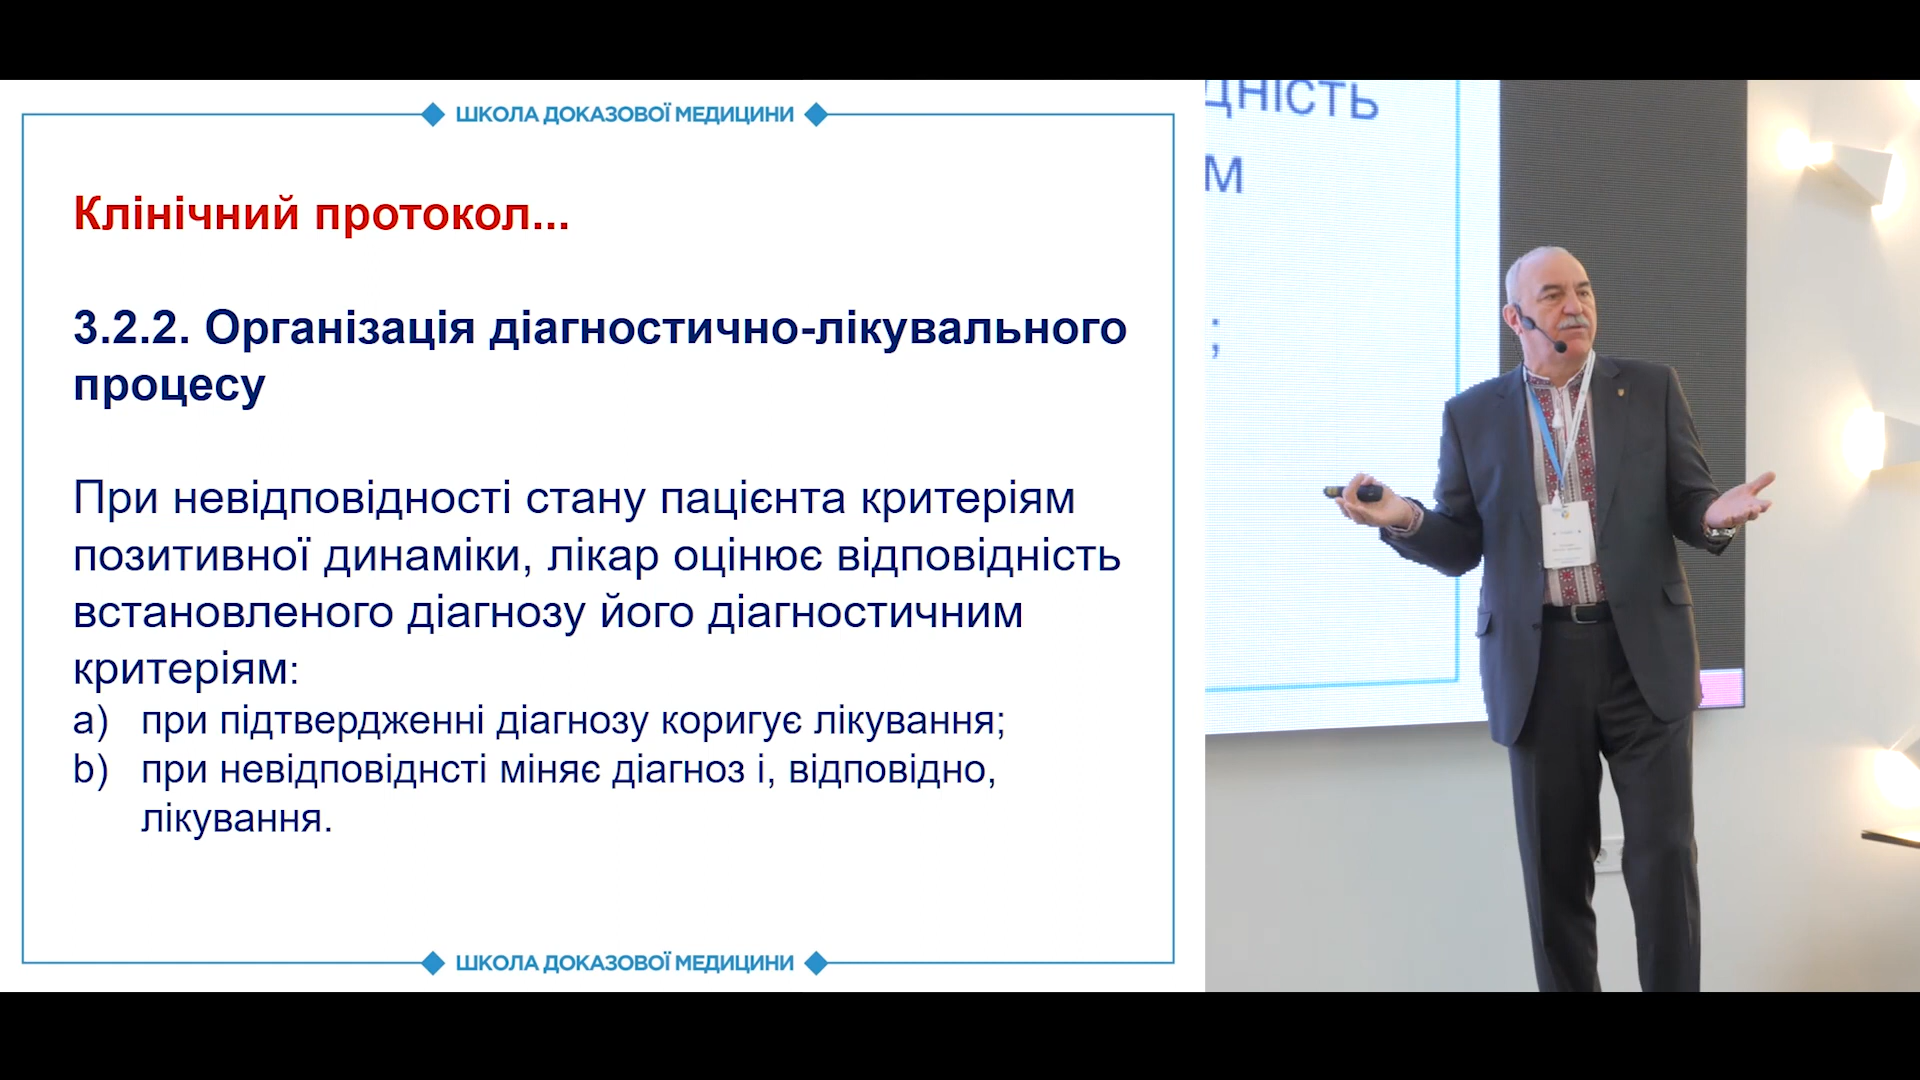 ШКОЛА ДОКАЗОВОЇ МЕДИЦИНИ
Клінічний протокол...
3.2.2. Організація діагностично-лікувального
процесу
При невідповідності стану пацієнта критеріям
позитивної динаміки, лікар оцінює відповідність
встановленого діагнозу його діагностичним
критеріям:
a) при підтвердженні діагнозу коригує лікування;
b) при невідповіднсті міняє діагноз і, відповідно,
лікування.
ШКОЛА ДОКАЗОВОЇ МЕДИЦИНИ
дність
м
;